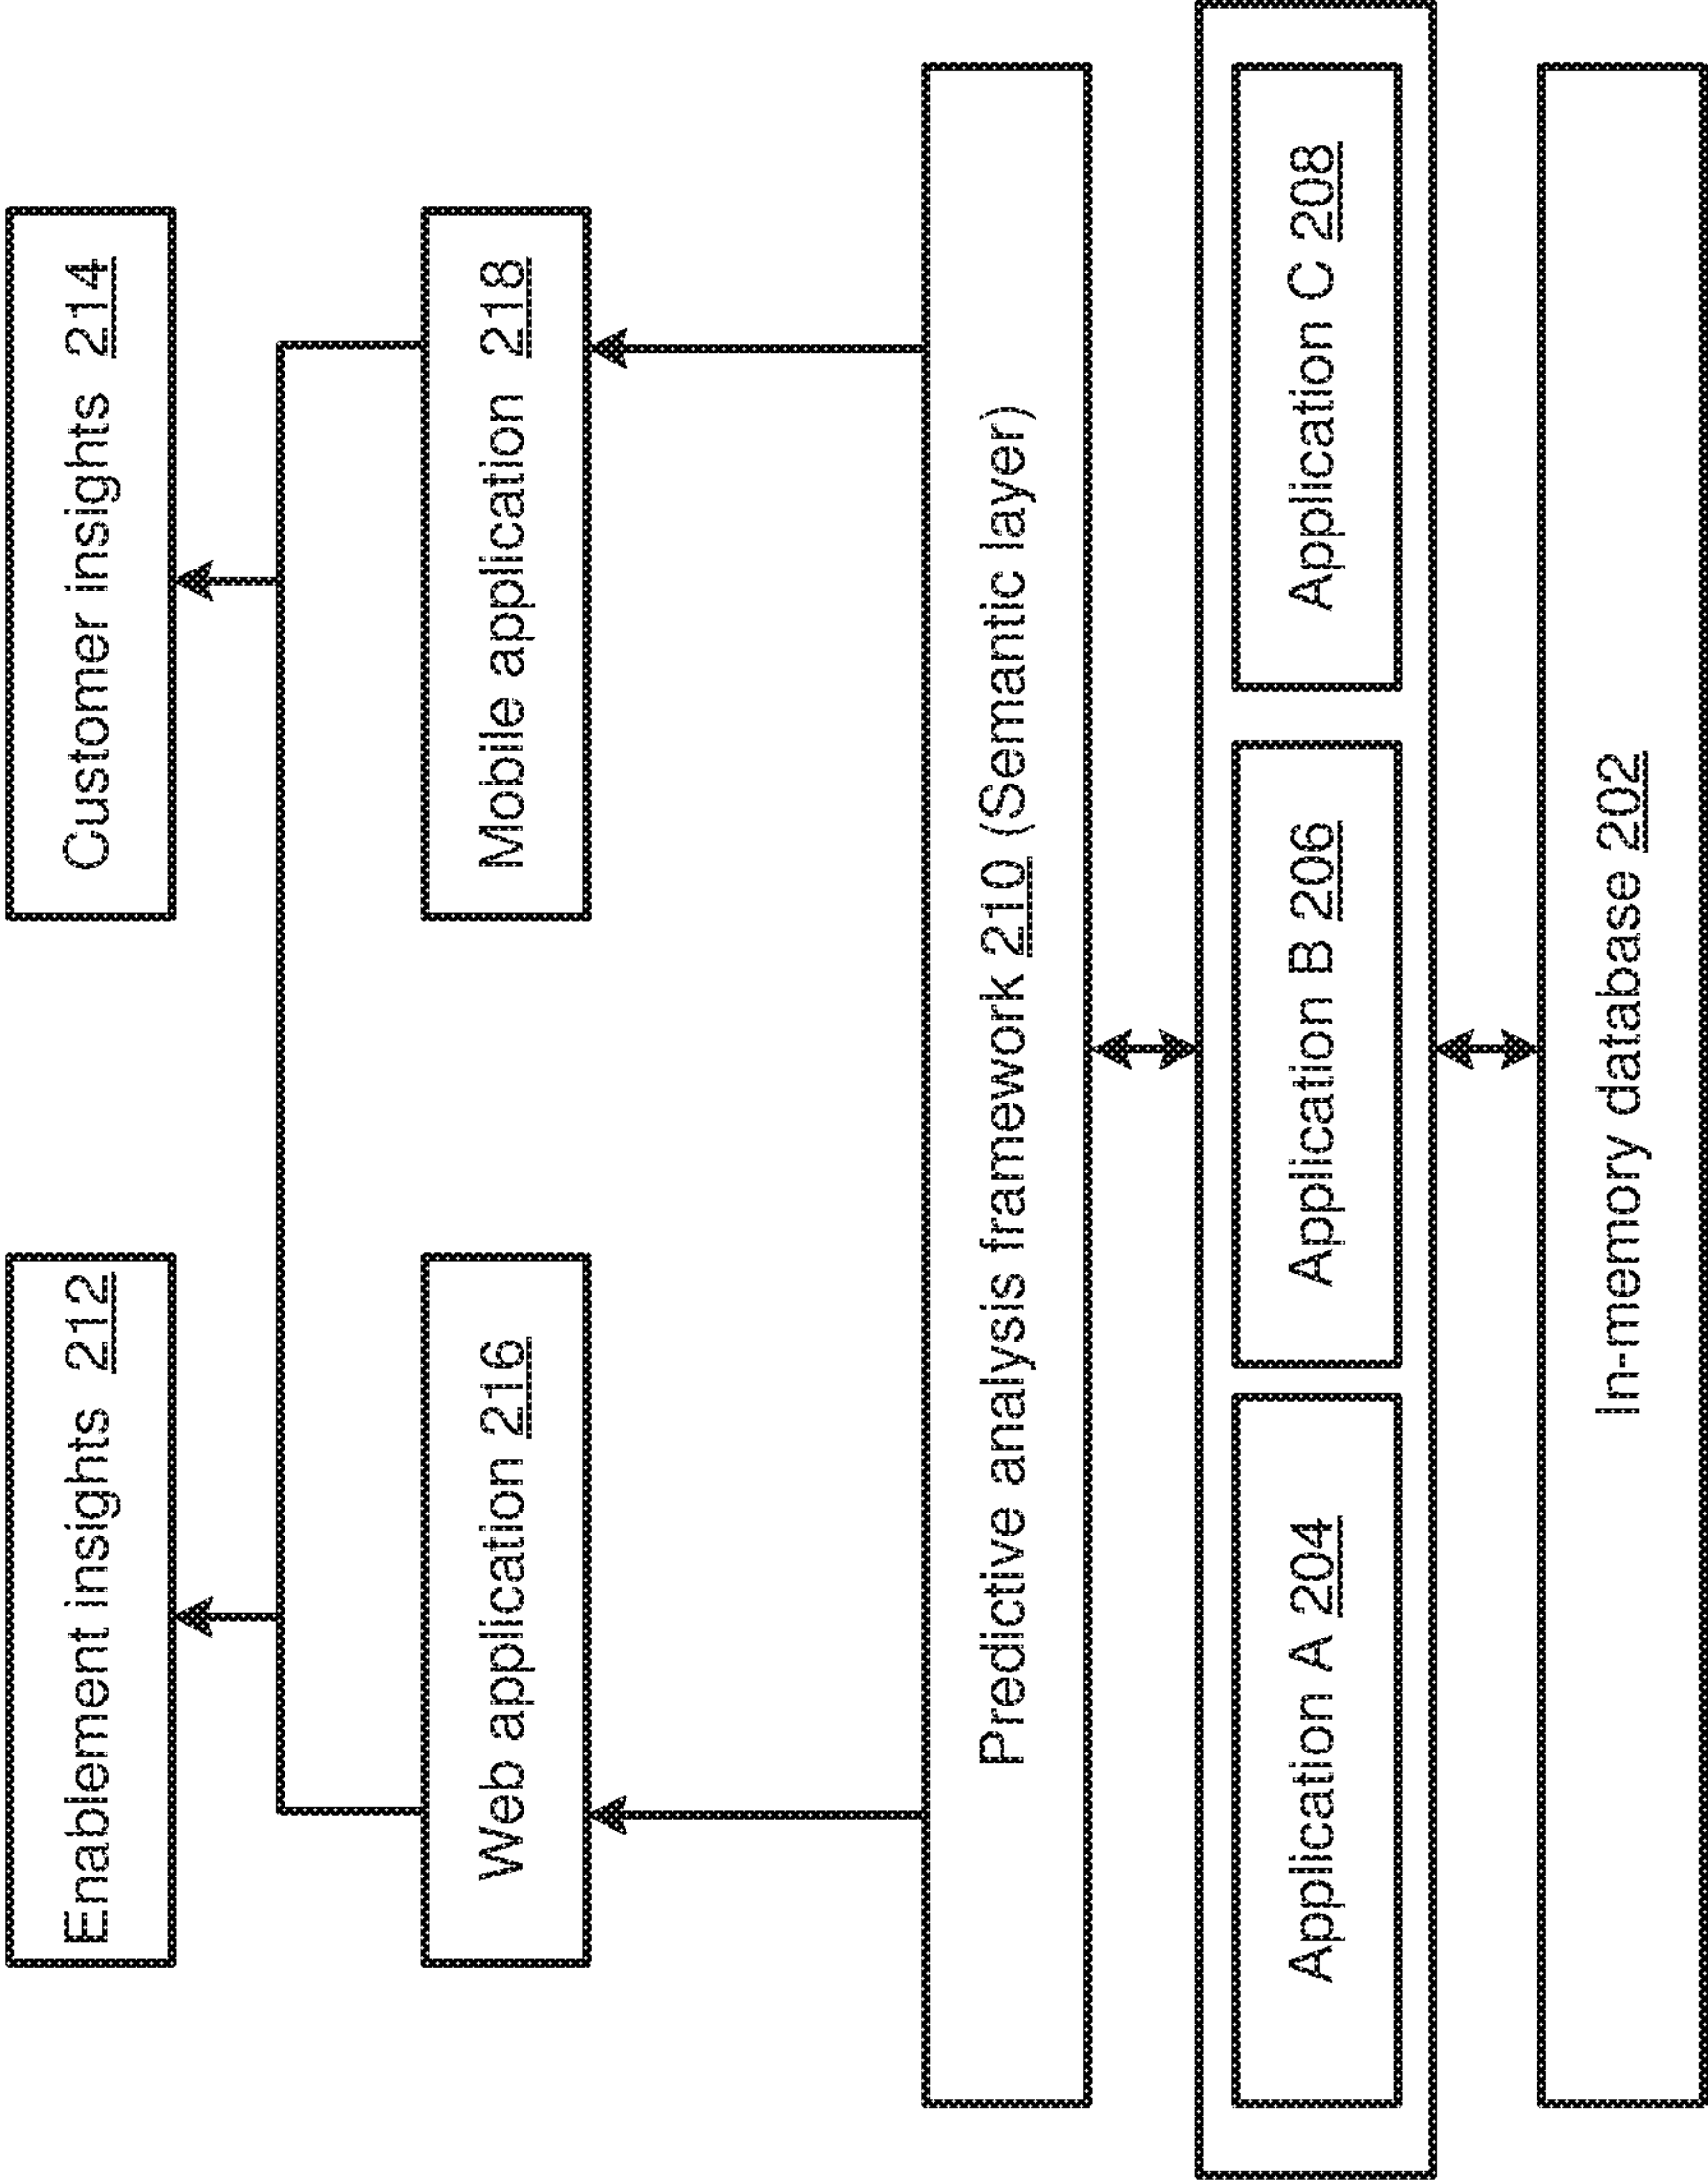 Enablement insights 212
Customer insights 214
Web application 216
Mobile application 218
Predictive analysis framework 210 (Semantic layer)
Application A 204
Application B 206
Application C 208
In-memory database 202